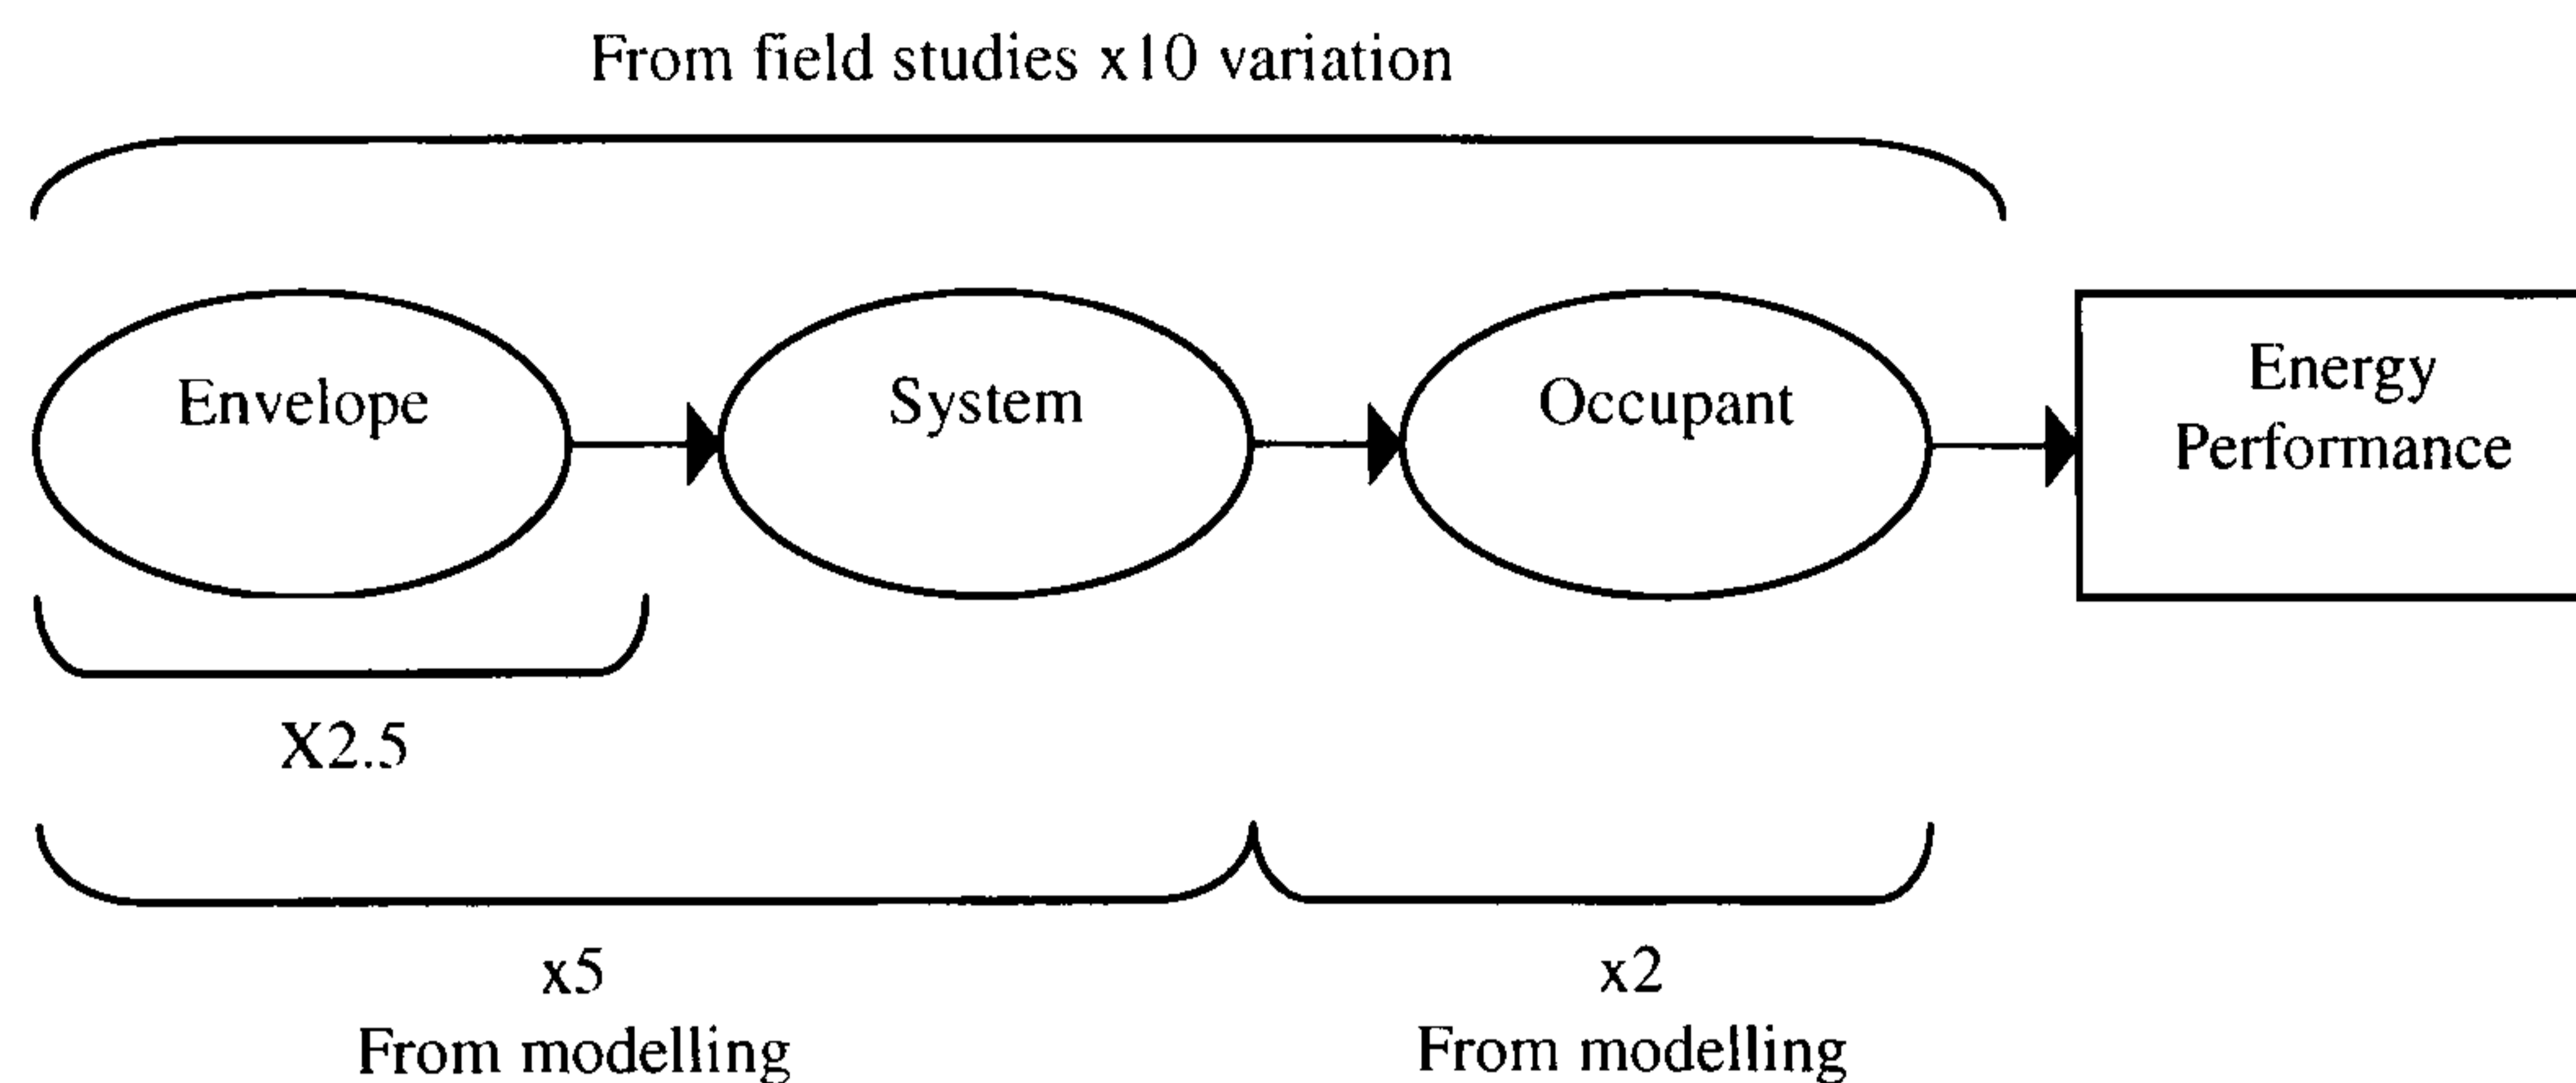 From field studies x10 variation
Envelope
System
Occupant
Energy
Performance
X2.5
x5
From modelling
x2
From modelling